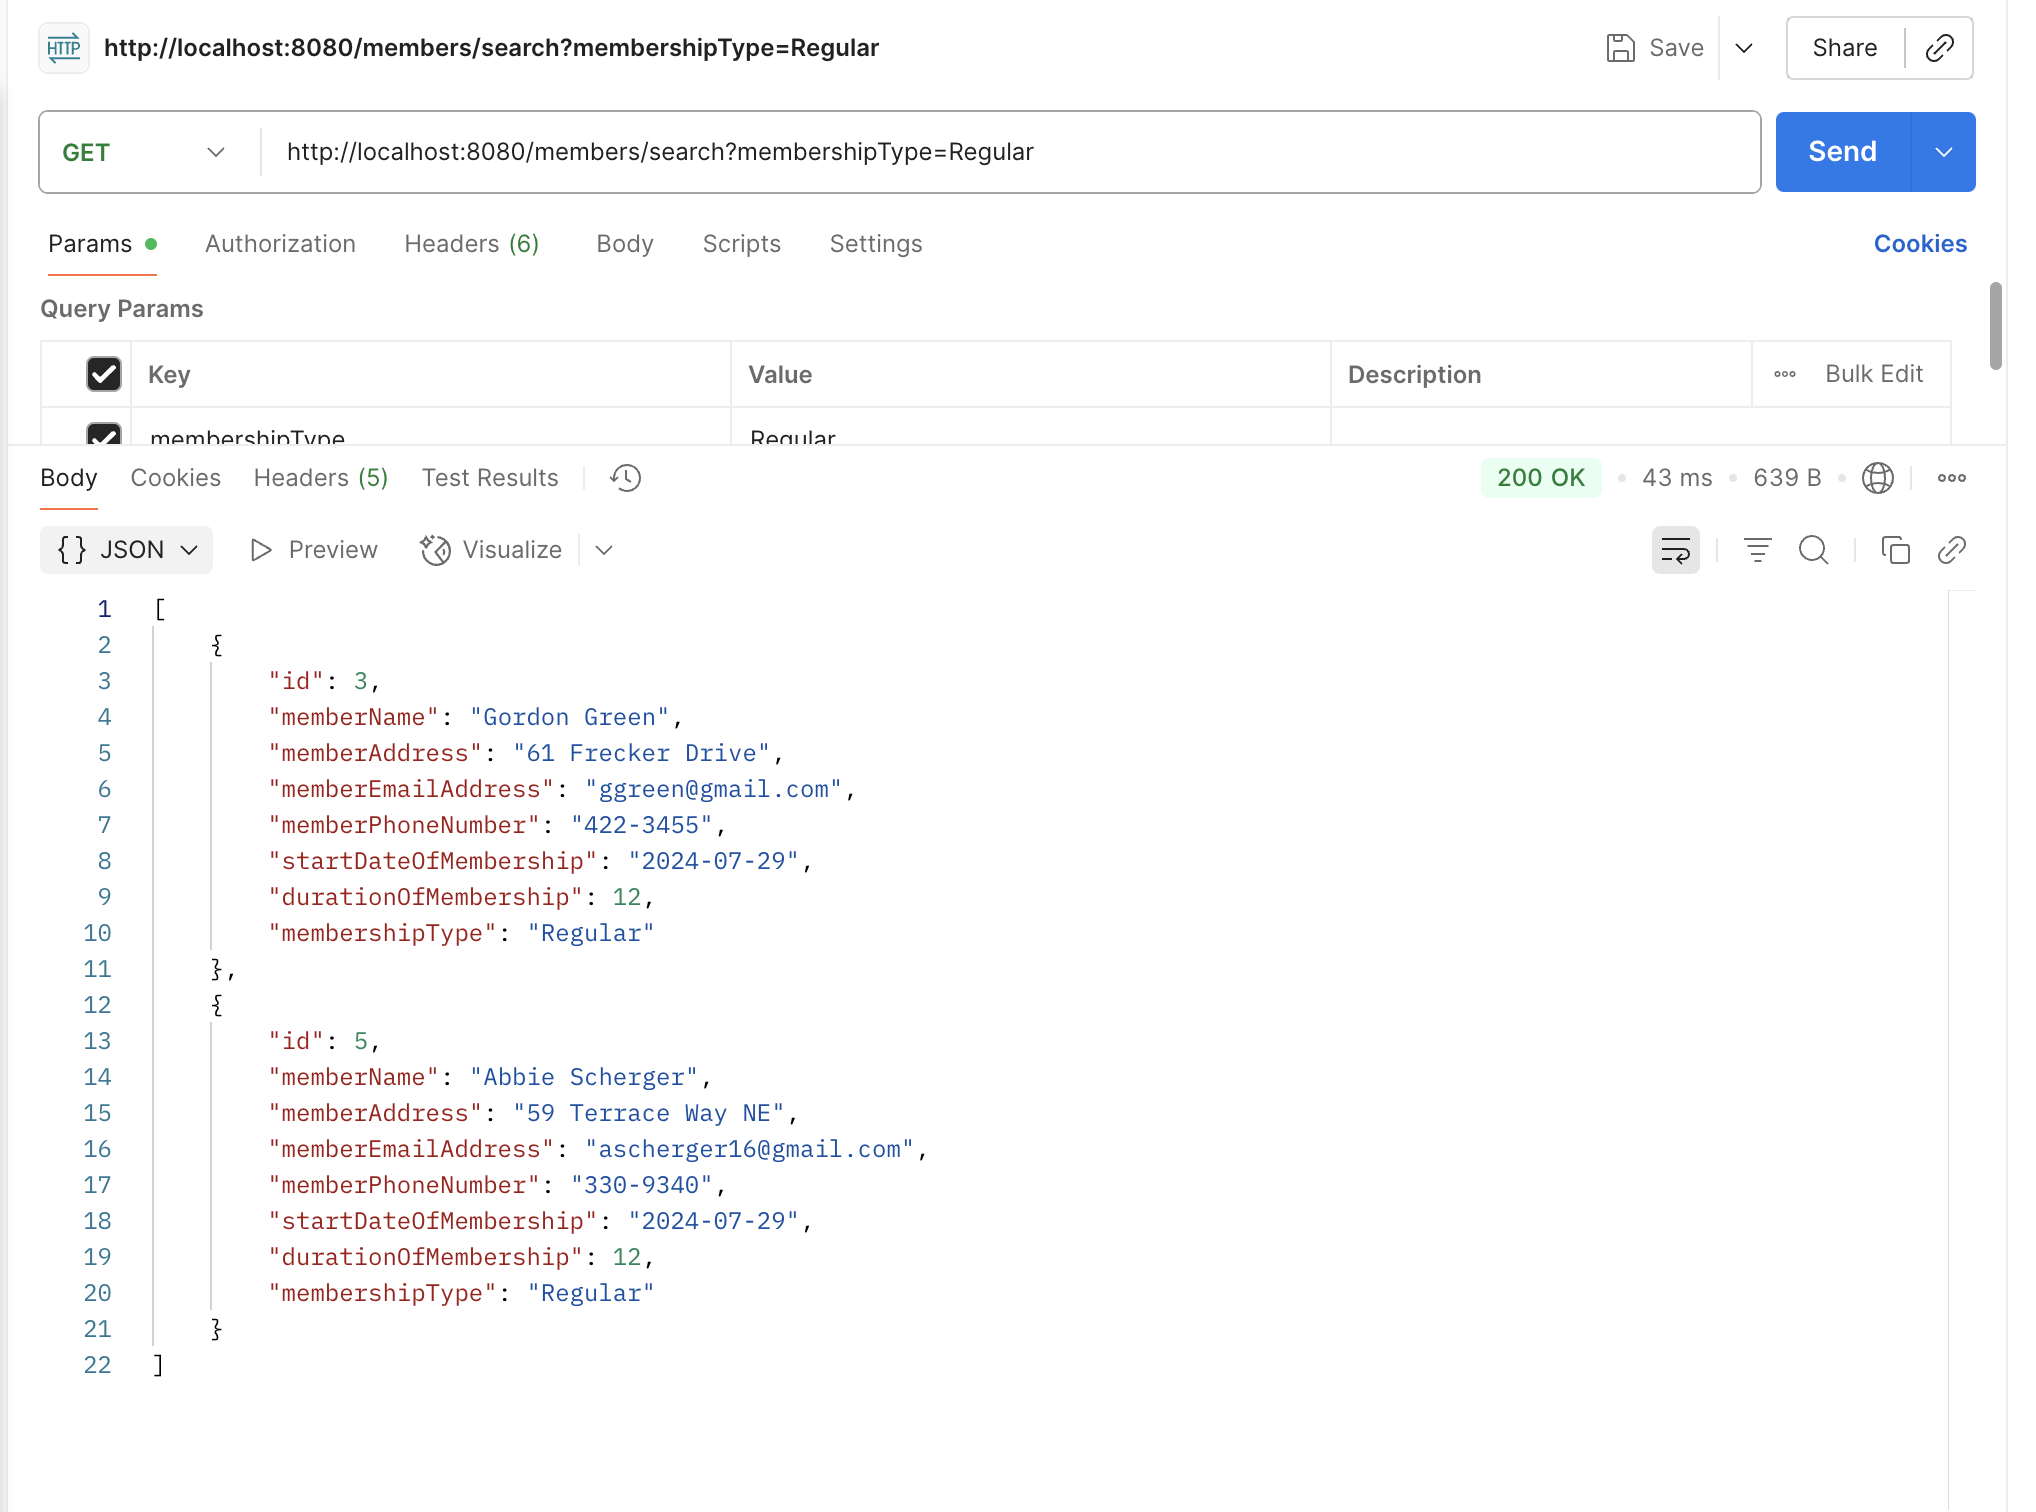 HTTP http://localhost:8080/members/search?membershipType=Regular Save Share
GET http://localhost:8080/members/search?membershipType=Regular Send
Params Authorization Headers (6) Body Scripts Settings Cookies
Query Params
Key Value Description Bulk Edit
membershipType Regular
Body Cookies Headers (5) Test Results 200 OK 43 ms 639 B
{} JSON Preview Visualize
1 [
2 {
3 "id": 3,
4 "memberName": "Gordon Green",
5 "memberAddress": "61 Frecker Drive",
6 "memberEmailAddress": "ggreen@gmail.com",
7 "memberPhoneNumber": "422-3455",
8 "startDateOfMembership": "2024-07-29",
9 "durationOfMembership": 12,
10 "membershipType": "Regular"
11 },
12 {
13 "id": 5,
14 "memberName": "Abbie Scherger",
15 "memberAddress": "59 Terrace Way NE",
16 "memberEmailAddress": "ascherger16@gmail.com",
17 "memberPhoneNumber": "330-9340",
18 "startDateOfMembership": "2024-07-29",
19 "durationOfMembership": 12,
20 "membershipType": "Regular"
21 }
22 ]